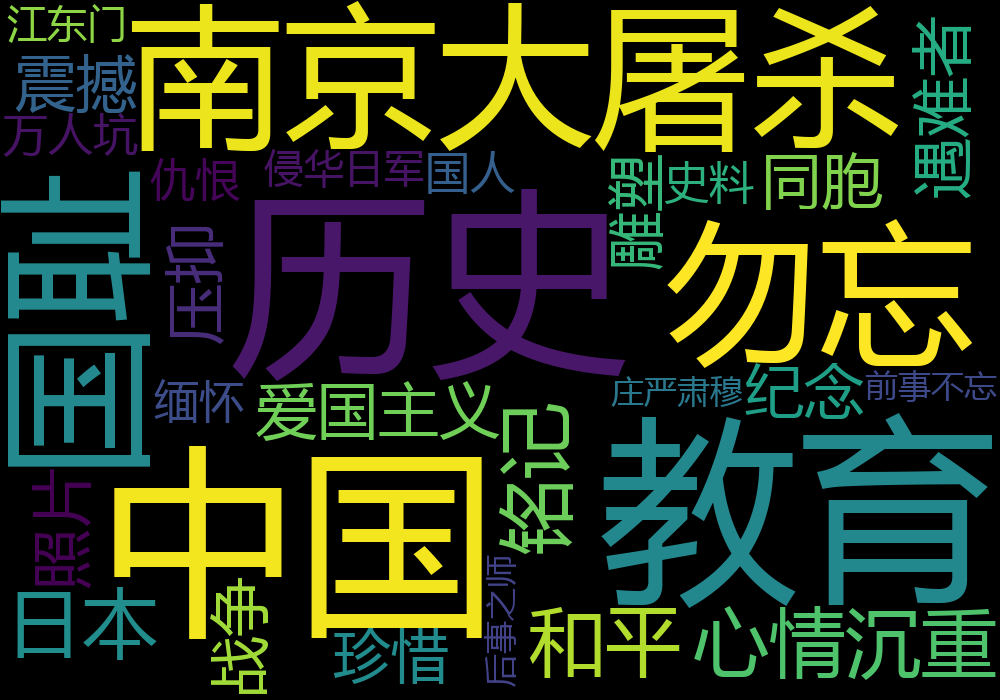 江东门
南京大屠杀
遇难者
震撼
万人坑
仇恨
侵华日军
国人
雕塑
史料
同胞
国耻
压抑
历史
勿忘
缅怀
爱国主义
铭记
庄严肃穆
纪念
前事不忘
照片
中国
教育
日本
战争
珍惜
后事之师
和平
心情沉重